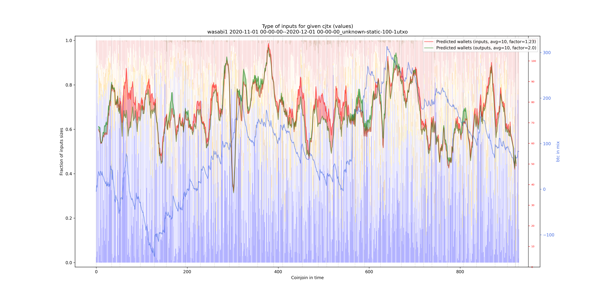 Type of inputs for given cjtx (values)
wasabi1 2020-11-01 00-00-00--2020-12-01 00-00-00_unknown-static-100-1utxo
Predicted wallets (inputs, avg=10, factor=1.23)
Predicted wallets (outputs, avg=10, factor=2.0)
Fraction of inputs sizes
1.0
0.8
0.6
0.4
0.2
0.0
0
200
400
600
800
Coinjoin in time
300
200
100
0
−100